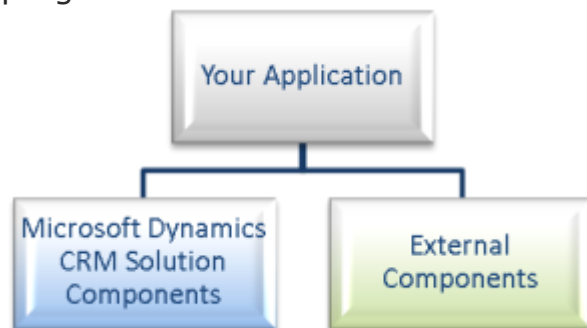 Your Application
Microsoft Dynamics
CRM Solution
Components
External
Components